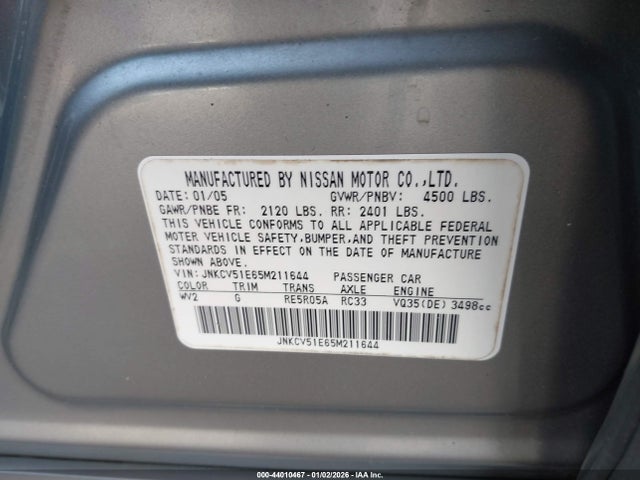 MANUFACTURED BY NISSAN MOTOR CO.,LTD.
DATE: 01/05 GVWR/PNBV: 4500 LBS.
GAWR/PNBE FR: 2120 LBS. RR: 2401 LBS.
THIS VEHICLE CONFORMS TO ALL APPLICABLE FEDERAL
MOTOR VEHICLE SAFETY,BUMPER,AND THEFT PREVENTION
STANDARDS IN EFFECT ON THE DATE OF MANUFACTURE
SHOWN ABOVE.
VIN: JNKCV51E65M211644 PASSENGER CAR
COLOR TRIM TRANS AXLE ENGINE
WV2 G RE5R05A RC33 VQ35(DE) 3498cc
JNKCV51E65M211644
000-44010467 - 01/02/2026 - IAA Inc.